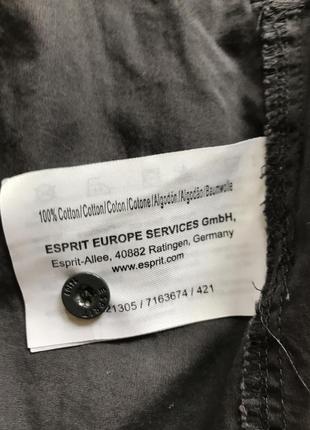 100% Cotton/Cotton/Coton/Cotone/Algodón/Algodão/Baumwolle
ESPRIT EUROPE SERVICES GmbH,
Esprit-Allee, 40882 Ratingen, Germany
www.esprit.com
21305 / 7163674 / 421